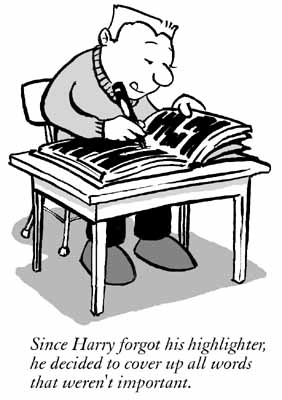 Since Harry forgot his highlighter,
he decided to cover up all words
that weren't important.